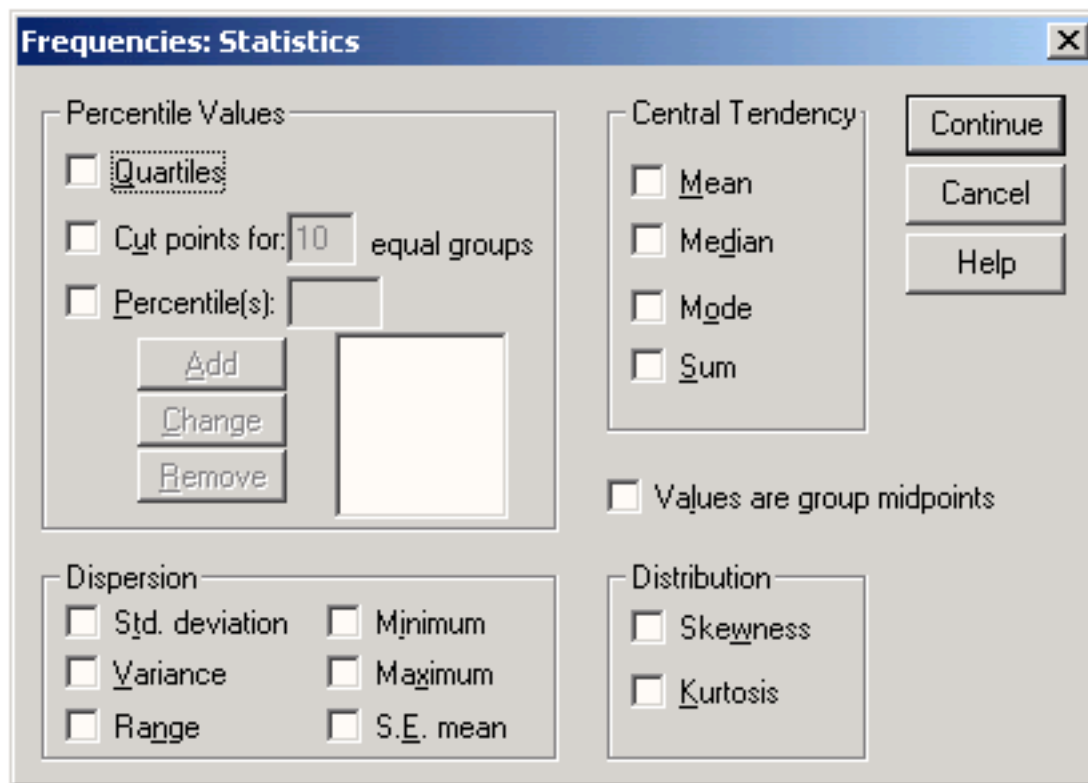 Frequencies: Statistics
Percentile Values
Quartiles
Cut points for: 10 equal groups
Percentile(s):
Add
Change
Remove
Central Tendency
Mean
Median
Mode
Sum
Continue
Cancel
Help
Values are group midpoints
Dispersion
Std. deviation
Minimum
Variance
Maximum
Range
S.E. mean
Distribution
Skewness
Kurtosis